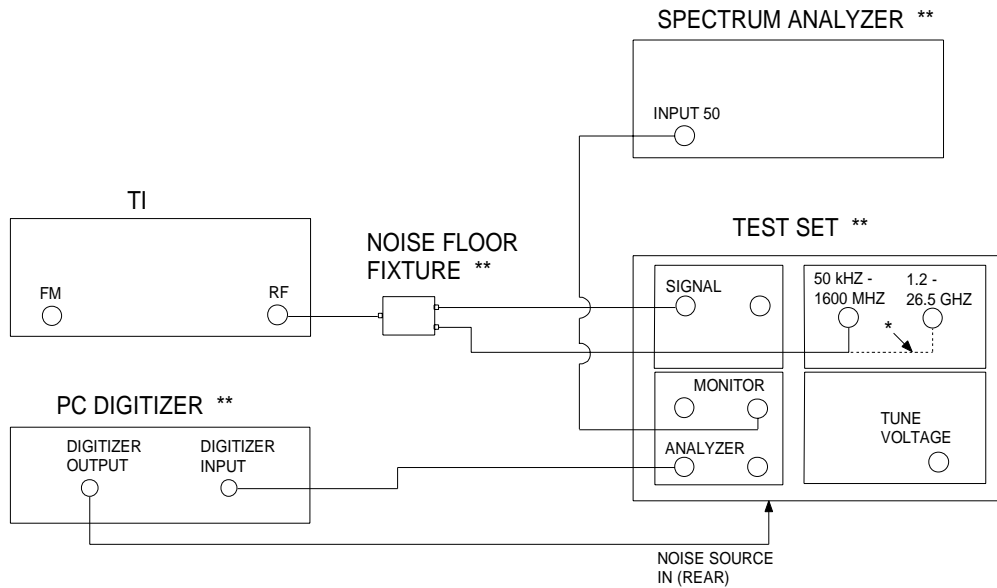 SPECTRUM ANALYZER **
INPUT 50
TI
FM
RF
NOISE FLOOR
FIXTURE **
TEST SET **
SIGNAL
50 kHZ -
1600 MHZ
1.2 -
26.5 GHZ
*
MONITOR
ANALYZER
TUNE
VOLTAGE
PC DIGITIZER **
DIGITIZER
OUTPUT
DIGITIZER
INPUT
NOISE SOURCE
IN (REAR)